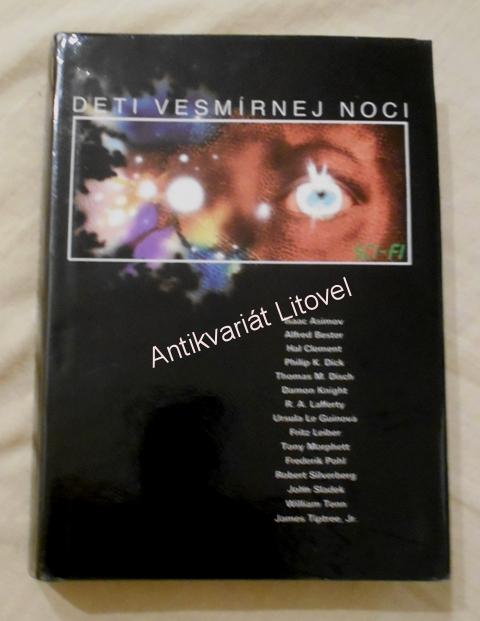 DETI VESMÍRNEJ NOCI
SCI-FI
Antikvariát Litovel
Isaac Asimov
Alfred Bester
Hal Clement
Philip K. Dick
Thomas M. Disch
Damon Knight
R. A. Lafferty
Ursula Le Guinová
Fritz Leiber
Tony Morphett
Frederik Pohl
Robert Silverberg
John Sladek
William Tenn
James Tiptree, Jr.